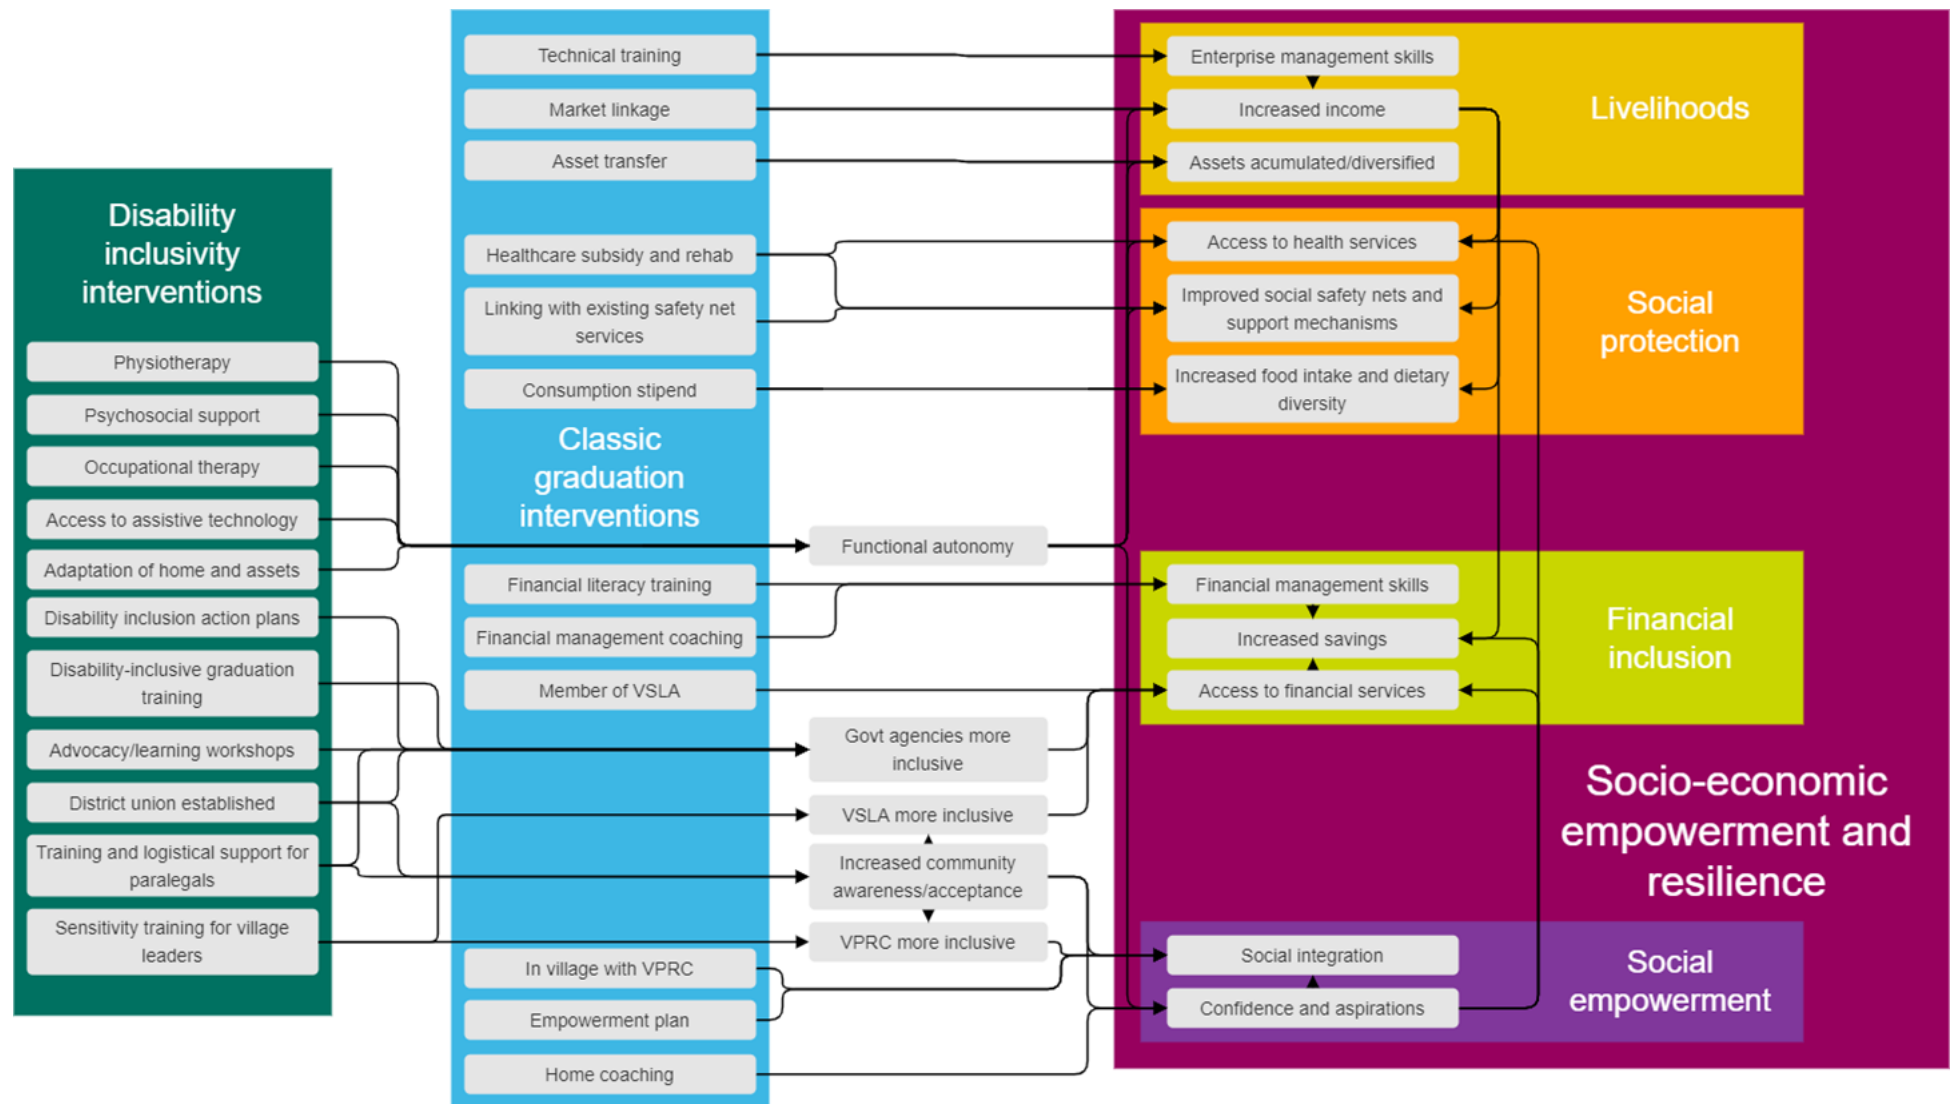 Disability
inclusivity
interventions
Physiotherapy
Psychosocial support
Occupational therapy
Access to assistive technology
Adaptation of home and assets
Disability inclusion action plans
Disability-inclusive graduation
training
Advocacy/learning workshops
District union established
Training and logistical support for
paralegals
Sensitivity training for village
leaders
Technical training
Market linkage
Asset transfer
Healthcare subsidy and rehab
Linking with existing safety net
services
Consumption stipend
Classic
graduation
interventions
Financial literacy training
Financial management coaching
Member of VSLA
In village with VPRC
Empowerment plan
Home coaching
Functional autonomy
Govt agencies more
inclusive
VSLA more inclusive
Increased community
awareness/acceptance
VPRC more inclusive
Enterprise management skills
Increased income
Assets acumulated/diversified
Livelihoods
Access to health services
Improved social safety nets and
support mechanisms
Increased food intake and dietary
diversity
Social
protection
Financial management skills
Increased savings
Access to financial services
Financial
inclusion
Socio-economic
empowerment and
resilience
Social integration
Confidence and aspirations
Social
empowerment